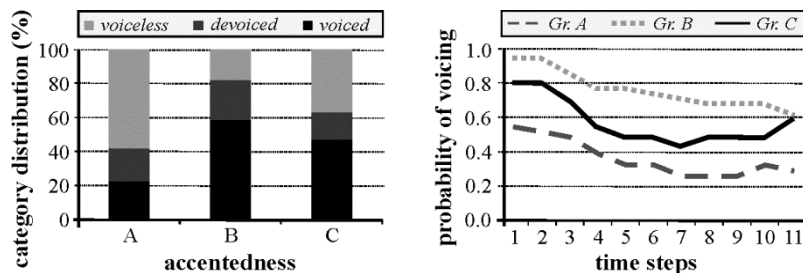 voiceless devoiced voiced
category distribution (%)
100
80
60
40
20
0
A B C
accentedness
Gr. A Gr. B Gr. C
probability of voicing
1.0
0.8
0.6
0.4
0.2
0.0
1 2 3 4 5 6 7 8 9 10 11
time steps